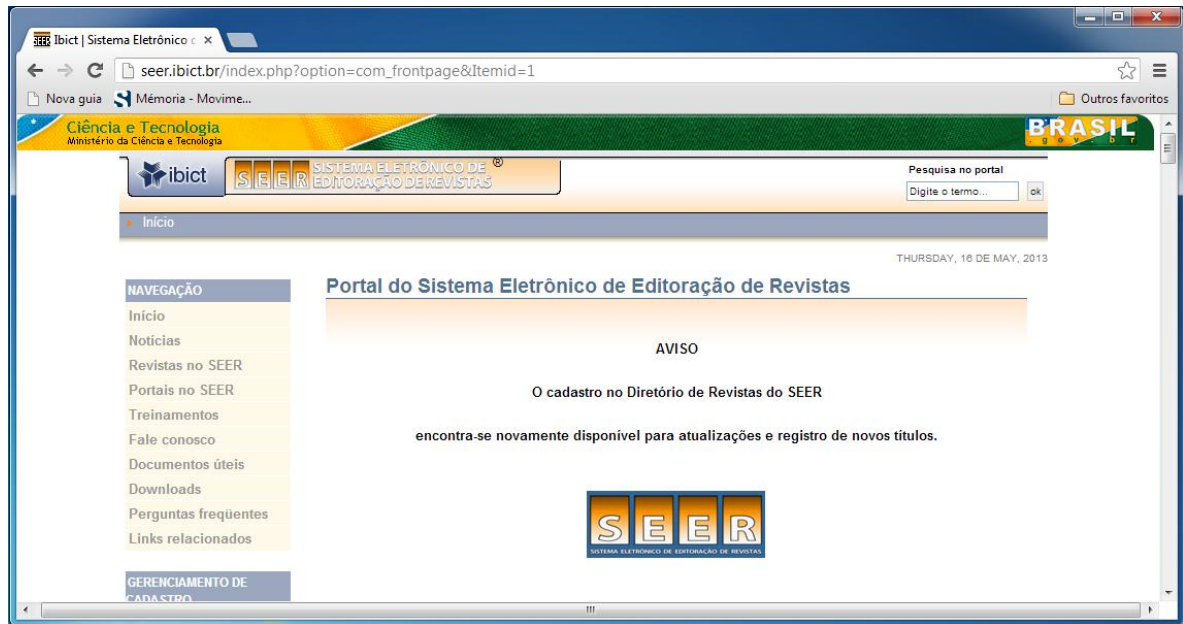 Ibict | Sistema Eletrônico c
seer.ibict.br/index.php?option=com_frontpage&Itemid=1
Nova guia
Mémoria - Movime...
Outros favoritos
Ciência e Tecnologia
Ministério da Ciência e Tecnologia
BRASIL
.gov.br
ibict
SEER
SISTEMA ELETRÔNICO DE ®
EDITORAÇÃO DE REVISTAS
Pesquisa no portal
Digite o termo...
ok
Início
THURSDAY, 16 DE MAY, 2013
NAVEGAÇÃO
Início
Notícias
Revistas no SEER
Portais no SEER
Treinamentos
Fale conosco
Documentos úteis
Downloads
Perguntas freqüentes
Links relacionados
GERENCIAMENTO DE
CADASTRO
Portal do Sistema Eletrônico de Editoração de Revistas
AVISO
O cadastro no Diretório de Revistas do SEER
encontra-se novamente disponível para atualizações e registro de novos títulos.
SEER
SISTEMA ELETRÔNICO DE EDITORAÇÃO DE REVISTAS